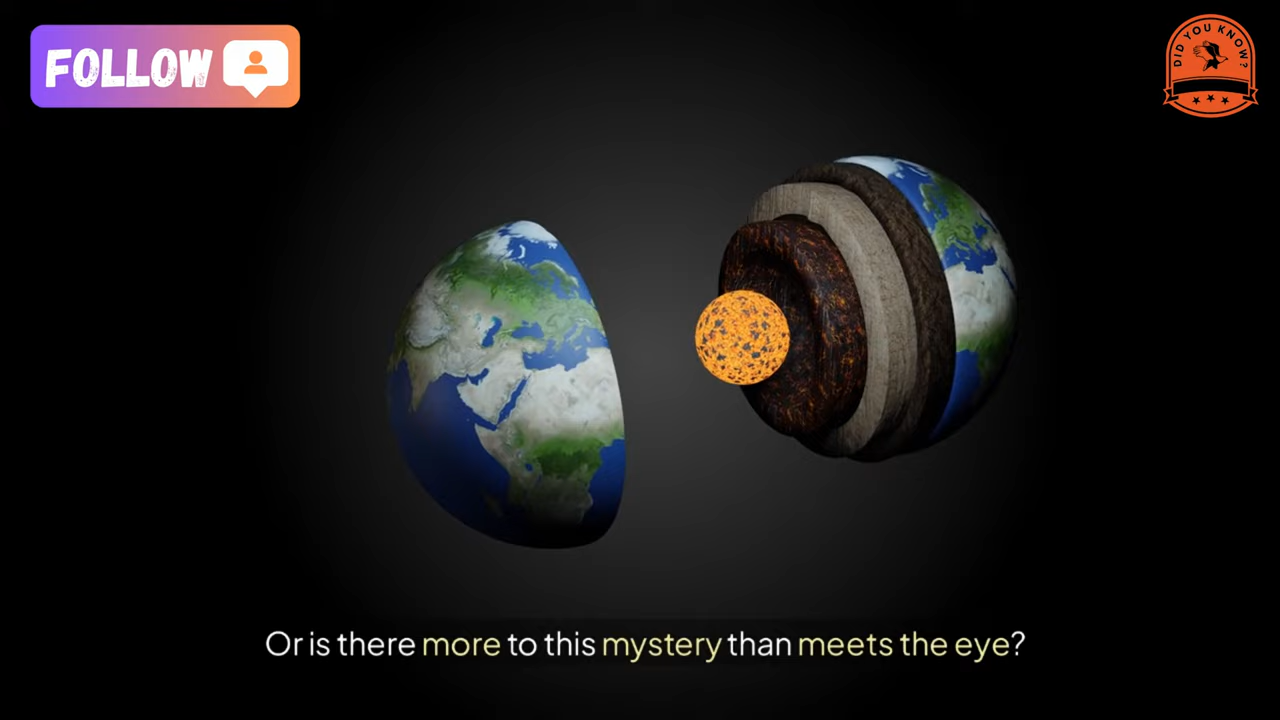 FOLLOW
DID YOU KNOW?
Or is there more to this mystery than meets the eye?